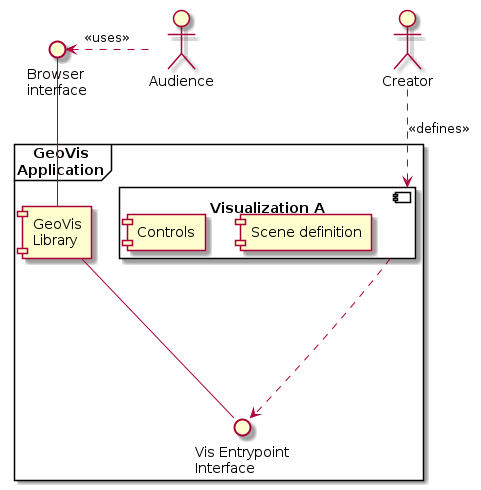 «uses»
Browser
interface
Audience
Creator
«defines»
GeoVis
Application
GeoVis
Library
Visualization A
Controls
Scene definition
Vis Entrypoint
Interface